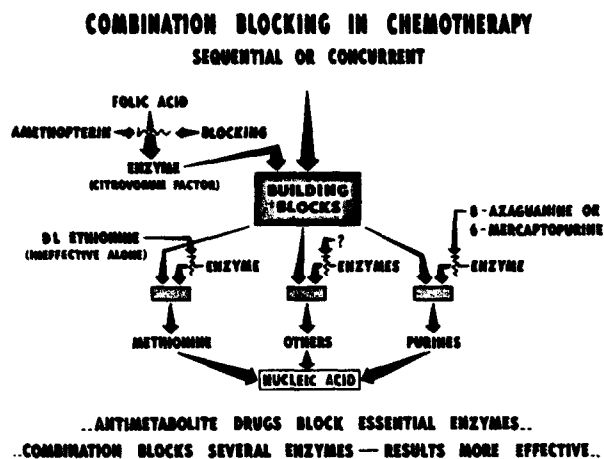 COMBINATION BLOCKING IN CHEMOTHERAPY
SEQUENTIAL OR CONCURRENT
FOLIC ACID
AMETHOPTERIN
BLOCKING
ENZYME
(CITROVORUM FACTOR)
BUILDING
BLOCKS
8-AZAGUANINE OR
6-MERCAPTOPURINE
DL ETHIONINE
(INEFFECTIVE ALONE)
?
ENZYME
ENZYMES
ENZYME
METHIONINE
OTHERS
PURINES
NUCLEIC ACID
..ANTIMETABOLITE DRUGS BLOCK ESSENTIAL ENZYMES..
..COMBINATION BLOCKS SEVERAL ENZYMES — RESULTS MORE EFFECTIVE..